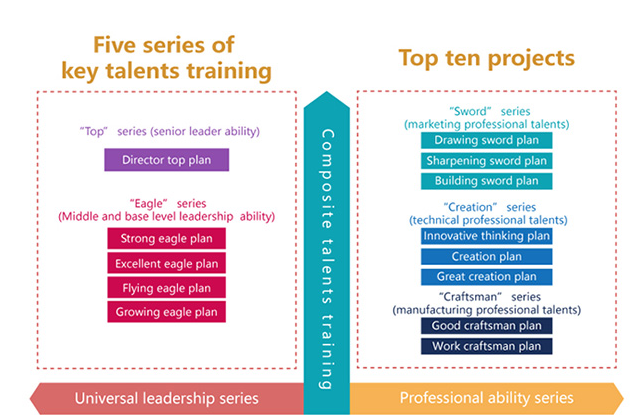 Five series of
key talents training
Top ten projects
“Top” series (senior leader ability)
Director top plan
“Eagle” series
(Middle and base level leadership ability)
Strong eagle plan
Excellent eagle plan
Flying eagle plan
Growing eagle plan
Composite talents training
“Sword” series
(marketing professional talents)
Drawing sword plan
Sharpening sword plan
Building sword plan
“Creation” series
(technical professional talents)
Innovative thinking plan
Creation plan
Great creation plan
“Craftsman” series
(manufacturing professional talents)
Good craftsman plan
Work craftsman plan
Universal leadership series
Professional ability series